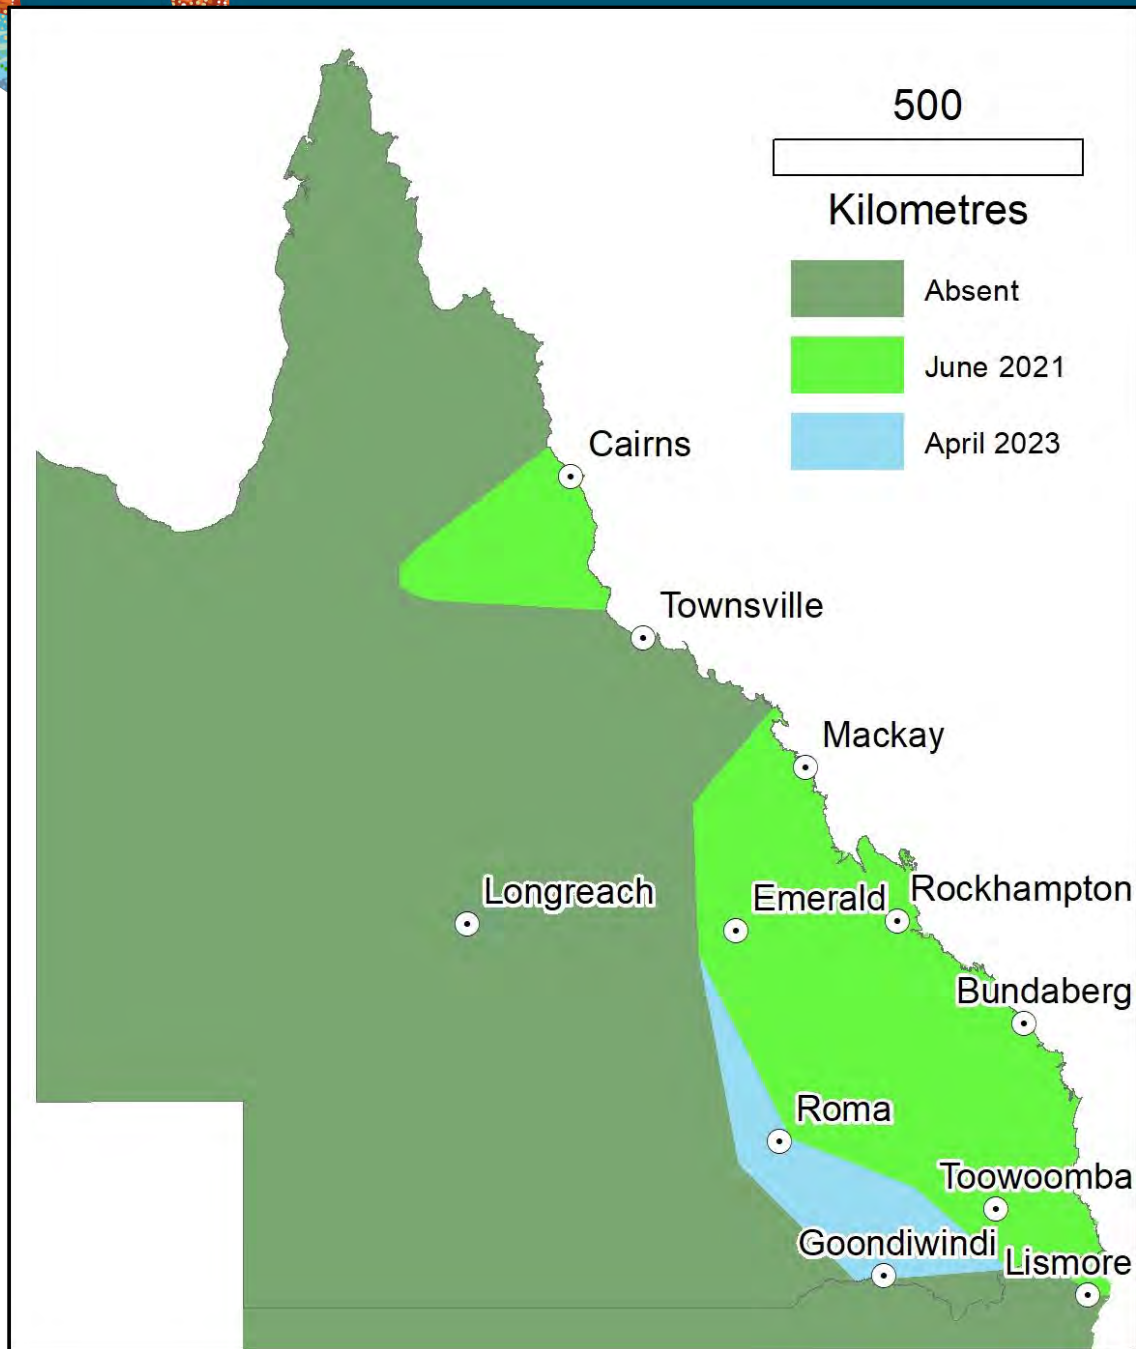 500
Kilometres
Absent
June 2021
April 2023
Cairns
Townsville
Mackay
Longreach
Emerald
Rockhampton
Bundaberg
Roma
Toowoomba
Goondiwindi
Lismore